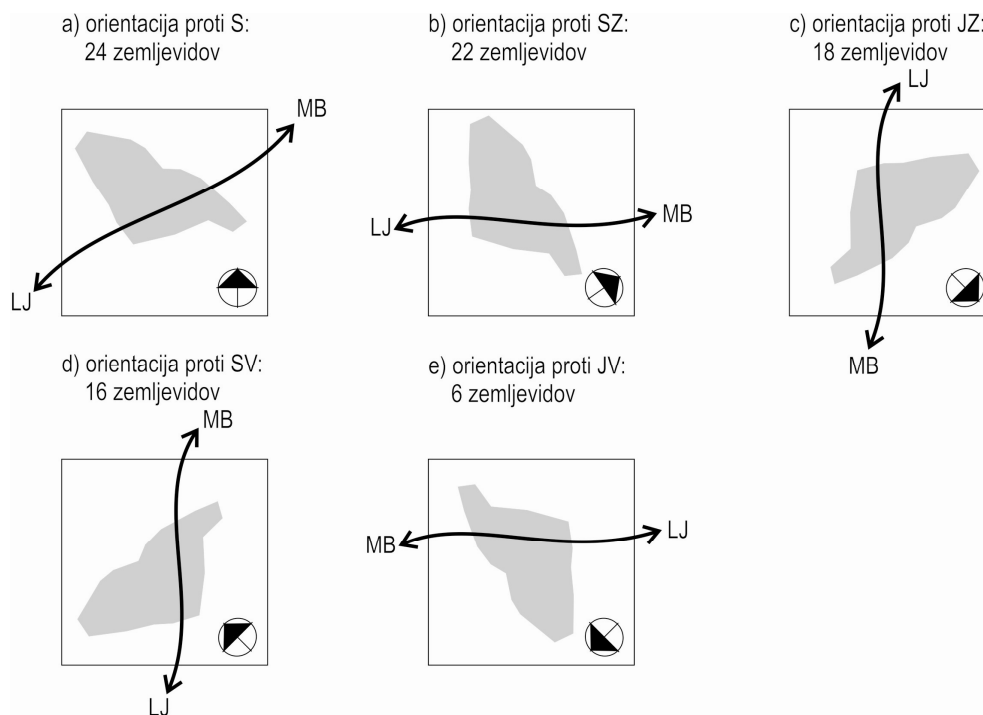 a) orientacija proti S:
24 zemljevidov
MB
LJ
b) orientacija proti SZ:
22 zemljevidov
LJ
MB
c) orientacija proti JZ:
18 zemljevidov
LJ
MB
d) orientacija proti SV:
16 zemljevidov
MB
LJ
e) orientacija proti JV:
6 zemljevidov
MB
LJ